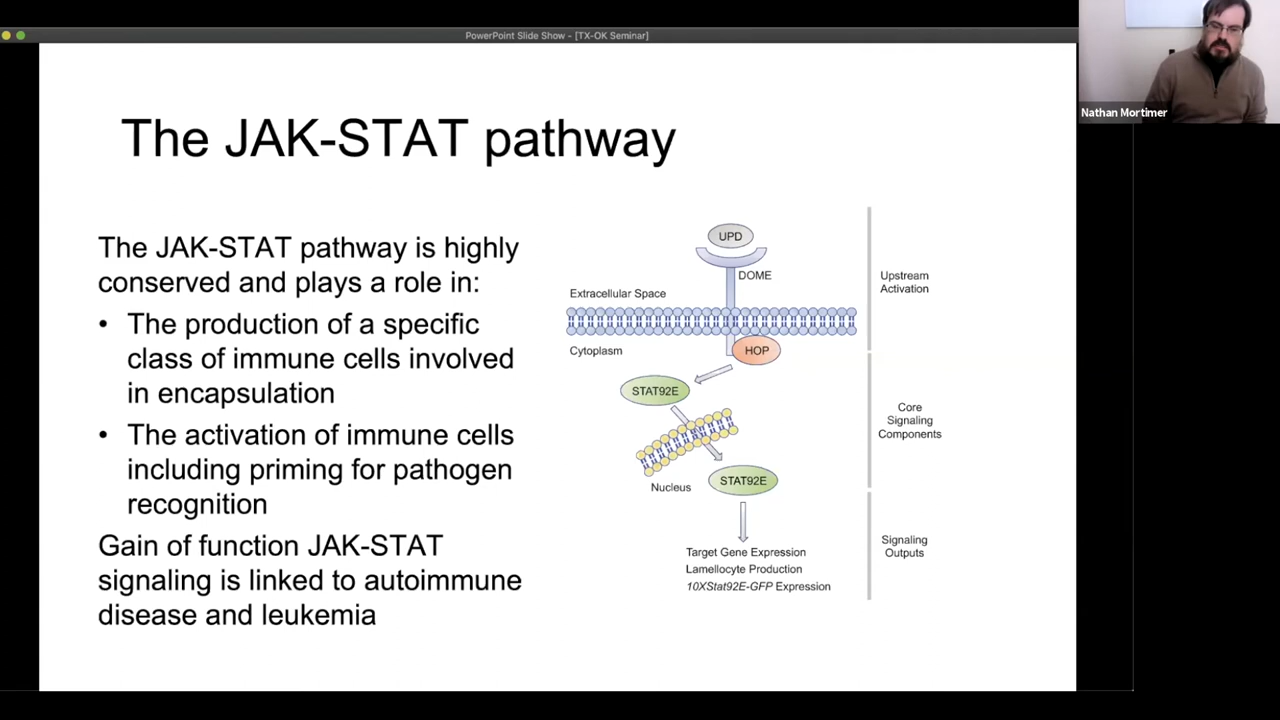 PowerPoint Slide Show - [TX-OK Seminar]
Nathan Mortimer
The JAK-STAT pathway
The JAK-STAT pathway is highly
conserved and plays a role in:
• The production of a specific
class of immune cells involved
in encapsulation
• The activation of immune cells
including priming for pathogen
recognition
Gain of function JAK-STAT
signaling is linked to autoimmune
disease and leukemia
UPD
DOME
Extracellular Space
Cytoplasm
HOP
STAT92E
Nucleus
STAT92E
Target Gene Expression
Lamellocyte Production
10XStat92E-GFP Expression
Upstream
Activation
Core
Signaling
Components
Signaling
Outputs